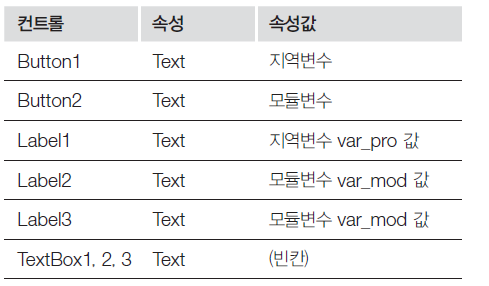 컨트롤 속성 속성값
Button1 Text 지역변수
Button2 Text 모듈변수
Label1 Text 지역변수 var_pro 값
Label2 Text 모듈변수 var_mod 값
Label3 Text 모듈변수 var_mod 값
TextBox1, 2, 3 Text (빈칸)